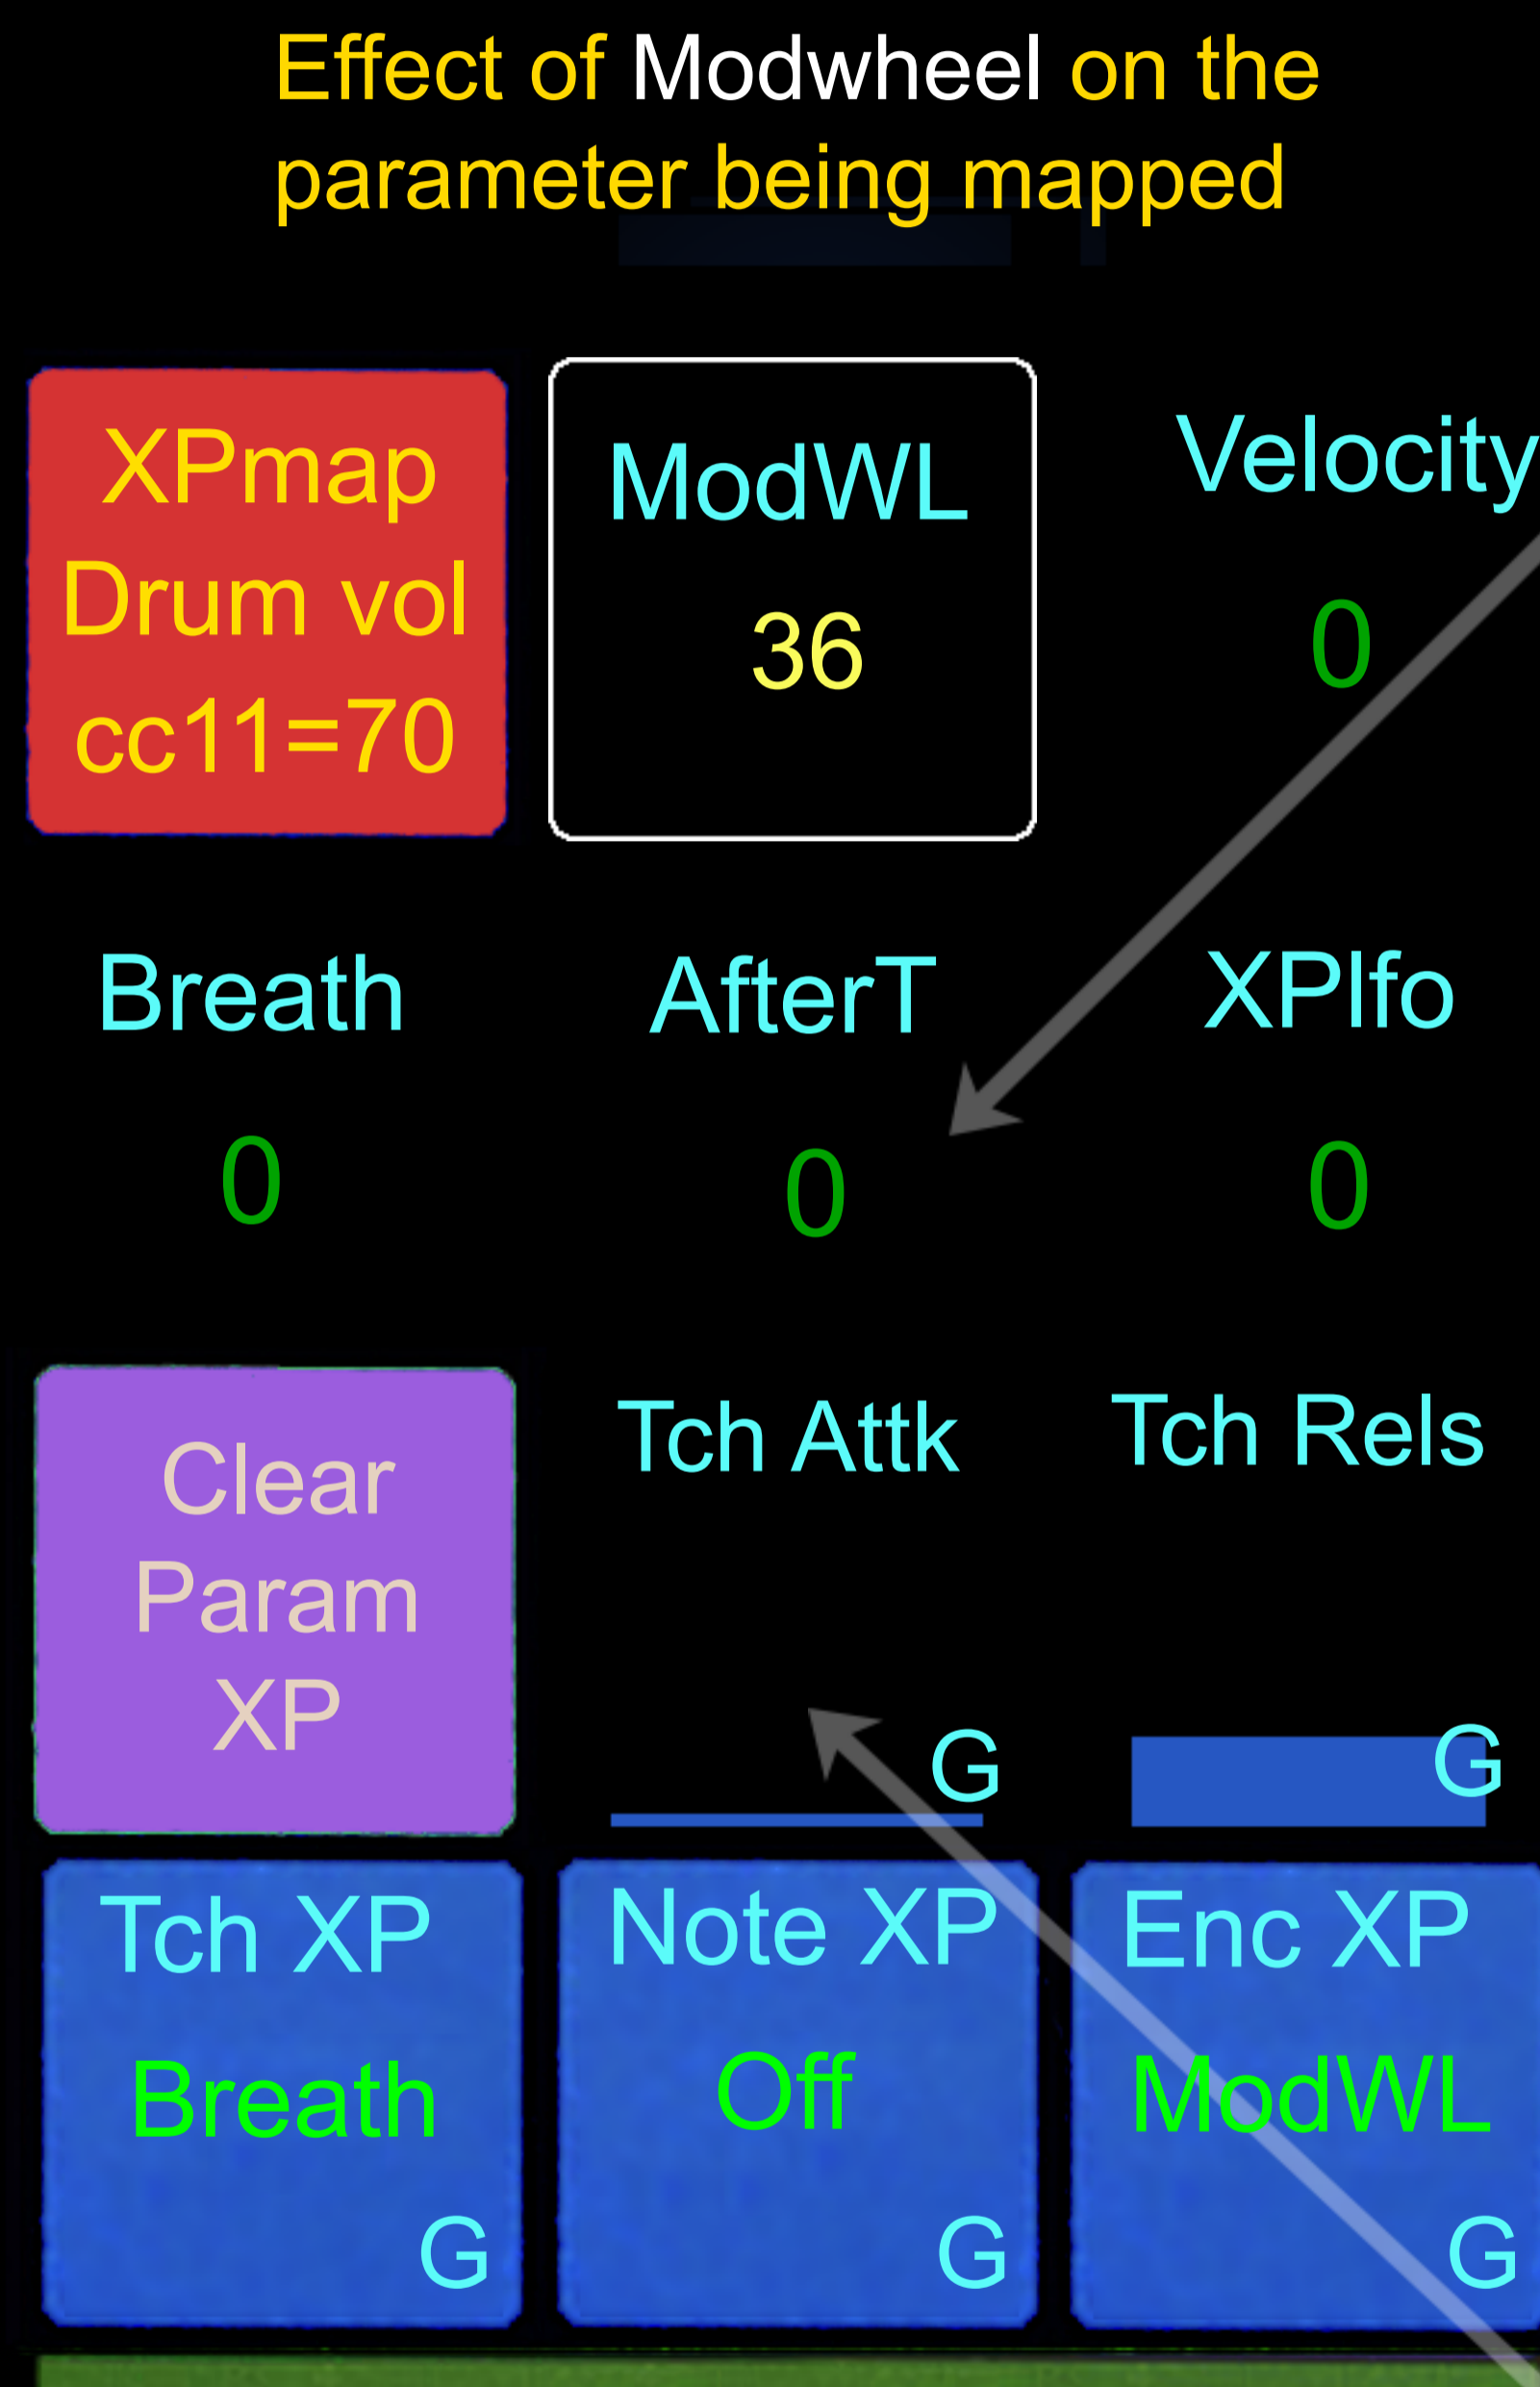 Effect of Modwheel on the
parameter being mapped
XPmap
Drum vol
cc11=70
ModWL
36
Velocity
0
Breath
0
AfterT
0
XPlfo
0
Clear
Param
XP
Tch Attk
G
Tch Rels
G
Tch XP
Breath
G
Note XP
Off
G
Enc XP
ModWL
G